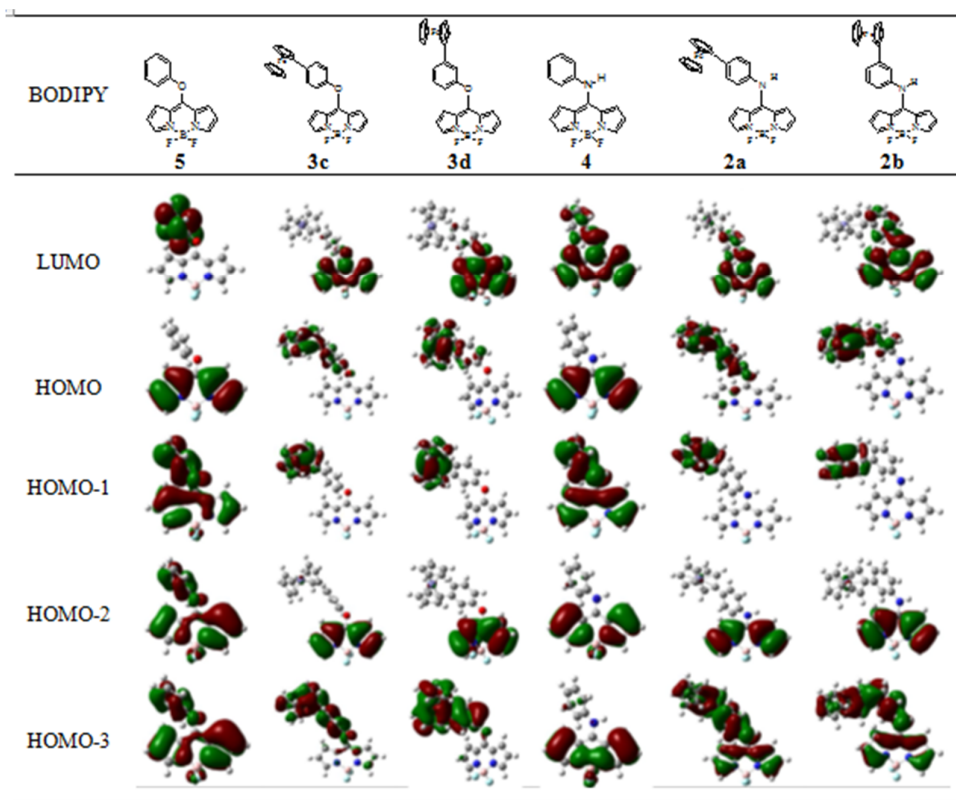 BODIPY
O
N H
N B N
F F
5 3c 3d 4 2a 2b
LUMO
HOMO
HOMO-1
HOMO-2
HOMO-3